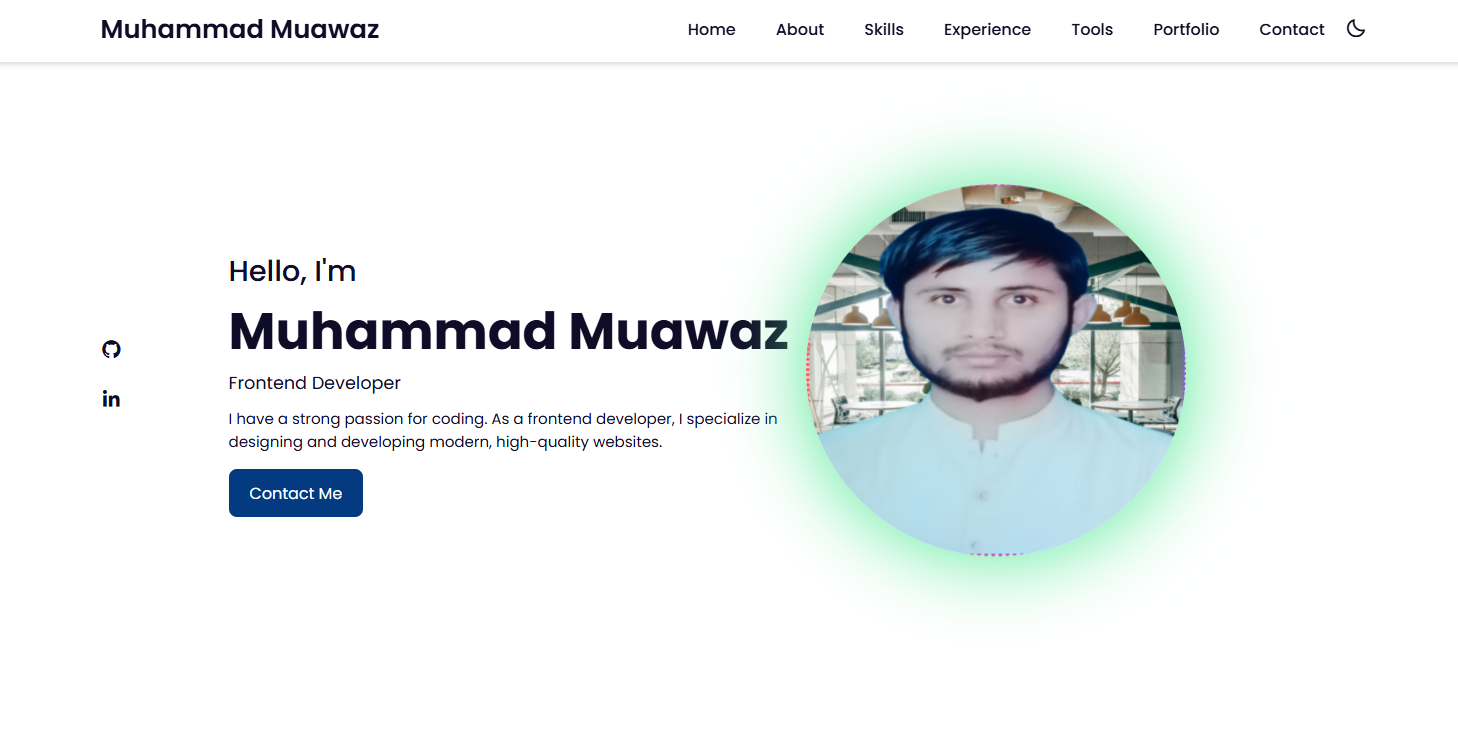 Muhammad Muawaz
Home About Skills Experience Tools Portfolio Contact
Hello, I'm
Muhammad Muawaz
Frontend Developer
I have a strong passion for coding. As a frontend developer, I specialize in
designing and developing modern, high-quality websites.
Contact Me